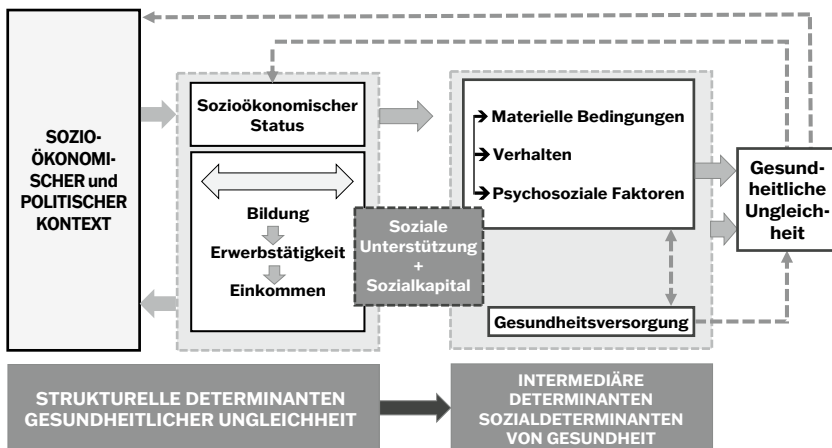 SOZIO-
ÖKONOMI-
SCHER und
POLITISCHER
KONTEXT
Sozioökonomischer
Status
Bildung
Erwerbstätigkeit
Einkommen
Soziale
Unterstützung
+
Sozialkapital
Materielle Bedingungen
Verhalten
Psychosoziale Faktoren
Gesundheitsversorgung
Gesund-
heitliche
Ungleich-
heit
STRUKTURELLE DETERMINANTEN
GESUNDHEITLICHER UNGLEICHHEIT
INTERMEDIÄRE
DETERMINANTEN
SOZIALDETERMINANTEN
VON GESUNDHEIT